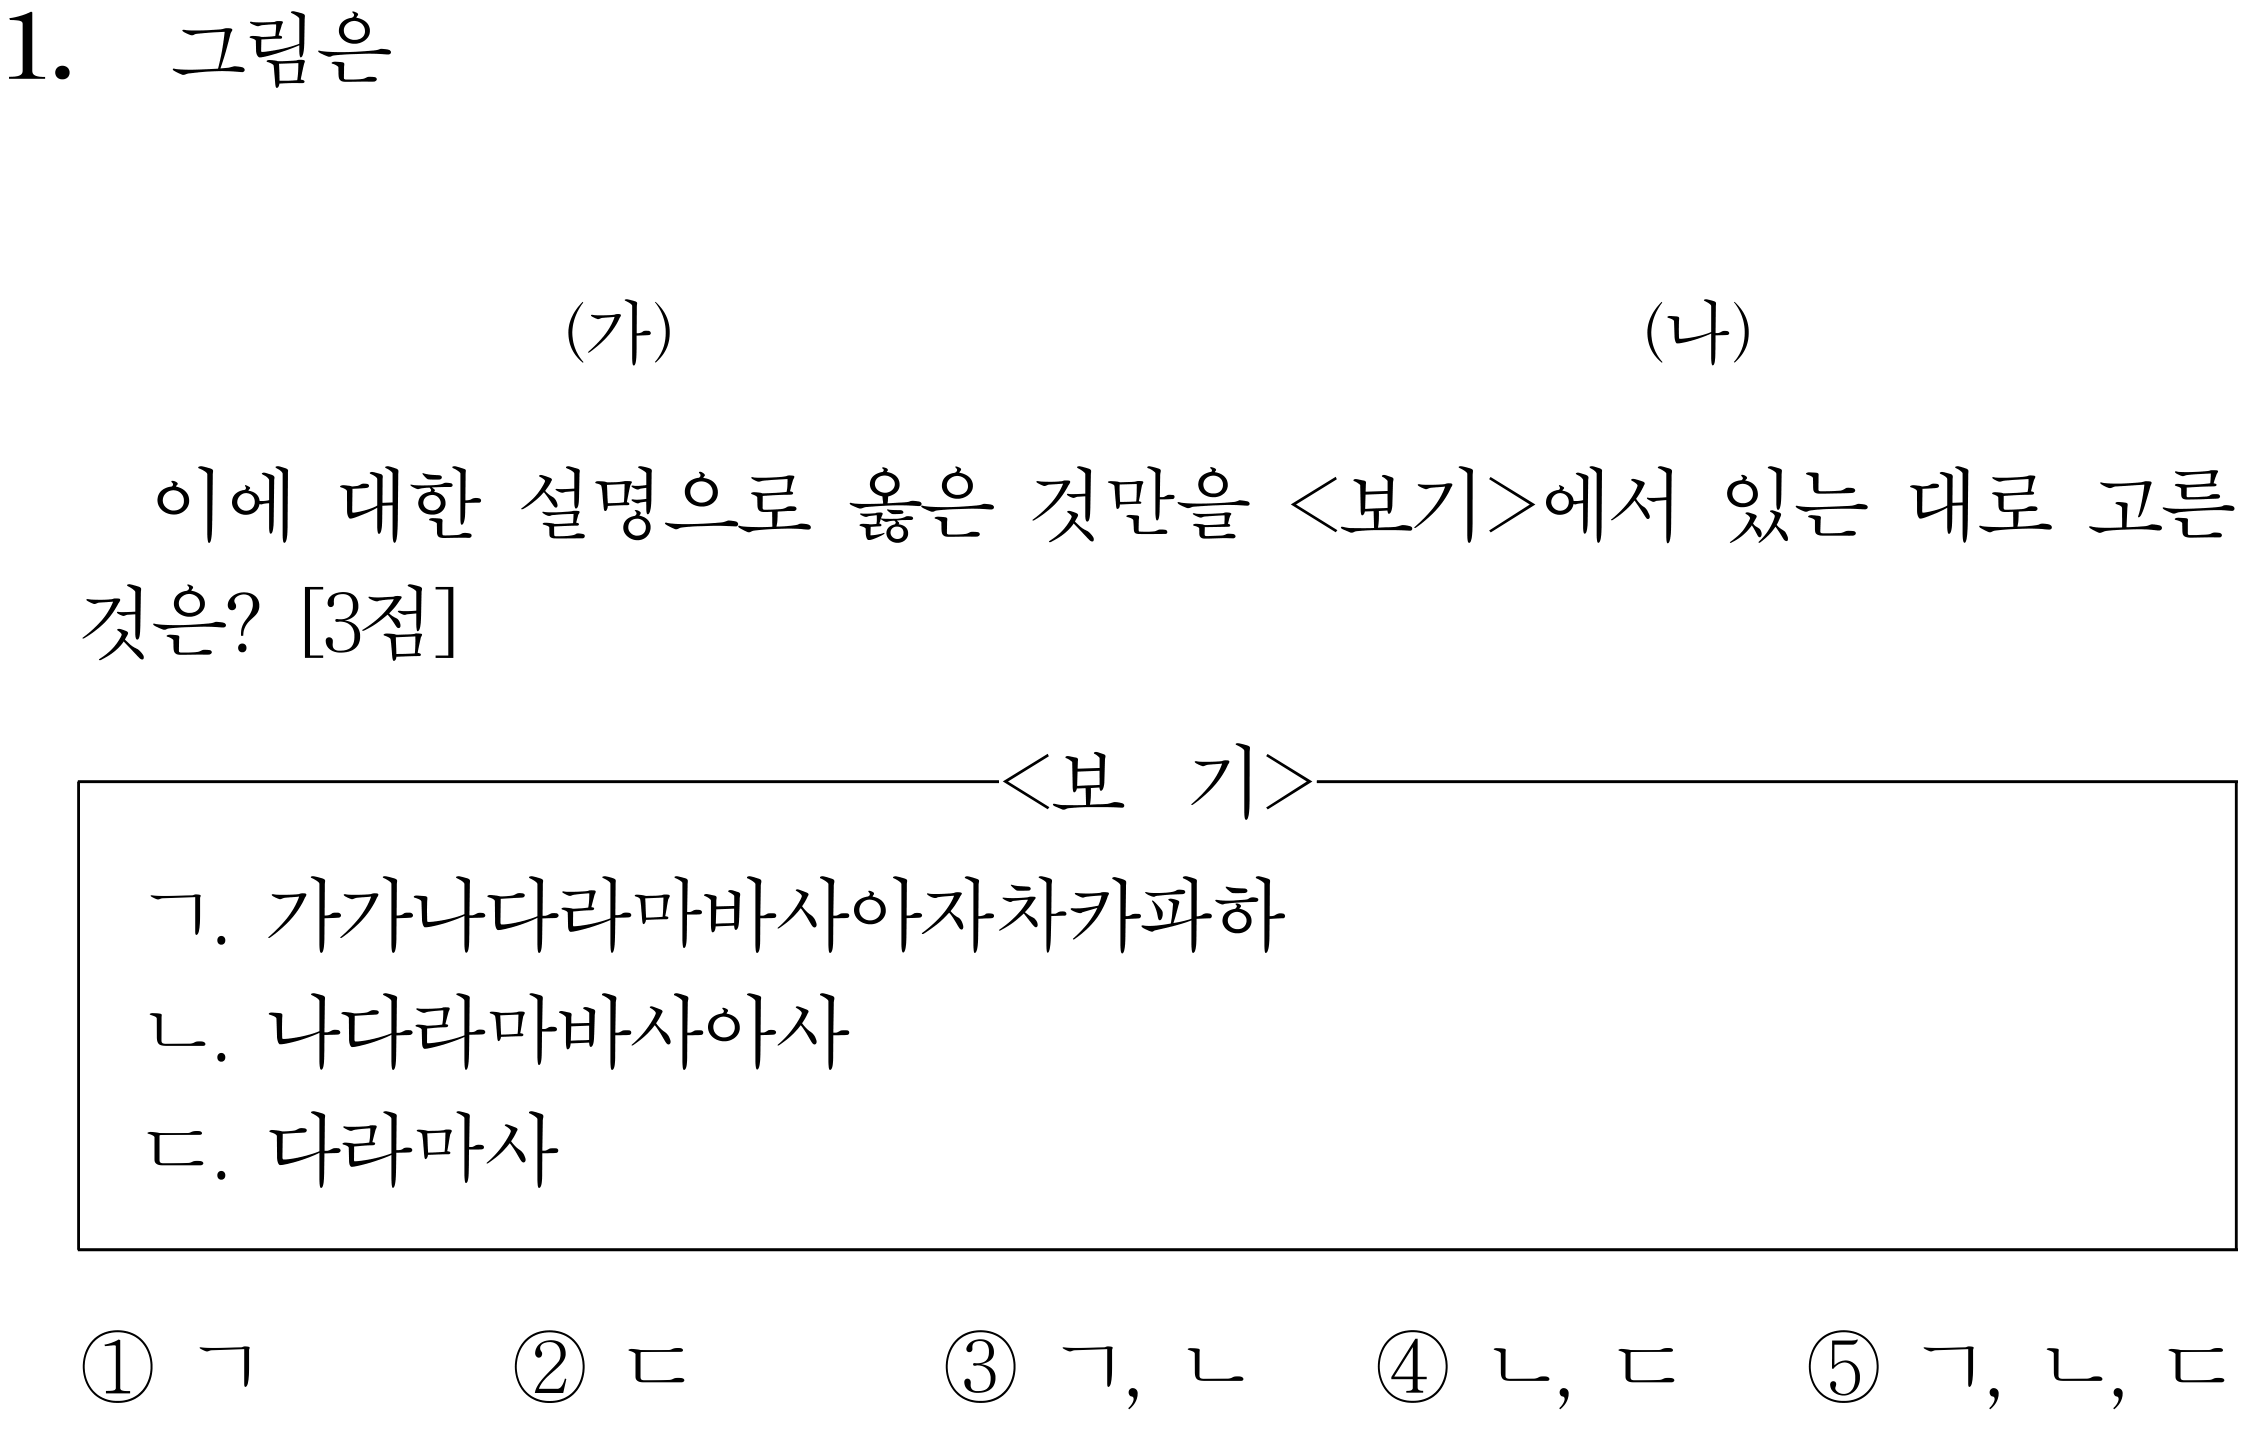 1. 그림은
(가) (나)
이에 대한 설명으로 옳은 것만을 <보기>에서 있는 대로 고른
것은? [3점]
<보 기>
ㄱ. 가가나다라마바사아자차카파하
ㄴ. 나다라마바사아사
ㄷ. 다라마사
① ㄱ ② ㄷ ③ ㄱ, ㄴ ④ ㄴ, ㄷ ⑤ ㄱ, ㄴ, ㄷ